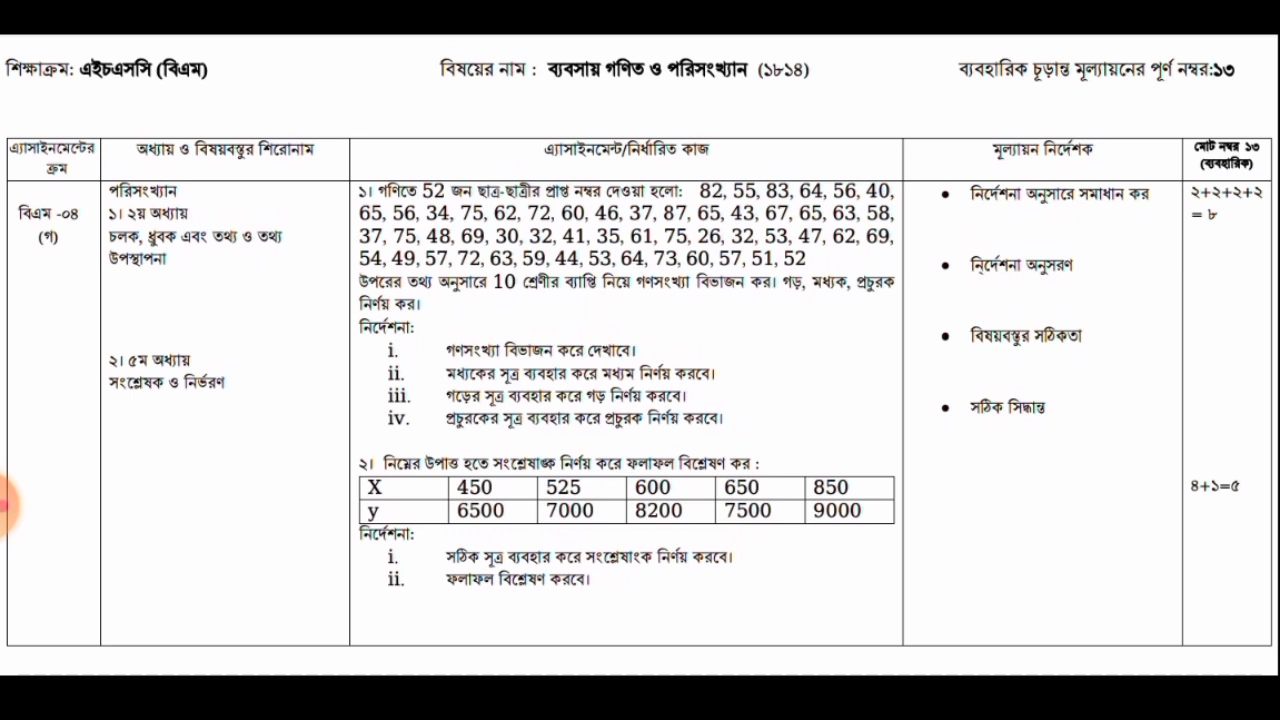 শিক্ষাক্রম: এইচএসসি (বিএম) বিষয়ের নাম : ব্যবসায় গণিত ও পরিসংখ্যান (১৮১৪) ব্যবহারিক চূড়ান্ত মূল্যায়নের পূর্ণ নম্বর:১৩
এ্যাসাইনমেন্টের ক্রম
অধ্যায় ও বিষয়বস্তুর শিরোনাম
এ্যাসাইনমেন্ট/নির্ধারিত কাজ
মূল্যায়ন নির্দেশক
মোট নম্বর ১৩
(ব্যবহারিক)
বিএম -০৪
(গ)
পরিসংখ্যান
১। ২য় অধ্যায়
চলক, ধ্রুবক এবং তথ্য ও তথ্য
উপস্থাপনা
২। ৫ম অধ্যায়
সংশ্লেষক ও নির্ভরণ
১। গণিতে 52 জন ছাত্র-ছাত্রীর প্রাপ্ত নম্বর দেওয়া হলো: 82, 55, 83, 64, 56, 40,
65, 56, 34, 75, 62, 72, 60, 46, 37, 87, 65, 43, 67, 65, 63, 58,
37, 75, 48, 69, 30, 32, 41, 35, 61, 75, 26, 32, 53, 47, 62, 69,
54, 49, 57, 72, 63, 59, 44, 53, 64, 73, 60, 57, 51, 52
উপরের তথ্য অনুসারে 10 শ্রেণীর ব্যাপ্তি নিয়ে গণসংখ্যা বিভাজন কর। গড়, মধ্যক, প্রচুরক
নির্ণয় কর।
নির্দেশনা:
i. গণসংখ্যা বিভাজন করে দেখাবে।
ii. মধ্যকের সূত্র ব্যবহার করে মধ্যম নির্ণয় করবে।
iii. গড়ের সূত্র ব্যবহার করে গড় নির্ণয় করবে।
iv. প্রচুরকের সূত্র ব্যবহার করে প্রচুরক নির্ণয় করবে।
২। নিম্নের উপাত্ত হতে সংশ্লেষাঙ্ক নির্ণয় করে ফলাফল বিশ্লেষণ কর :
X 450 525 600 650 850
y 6500 7000 8200 7500 9000
নির্দেশনা:
i. সঠিক সূত্র ব্যবহার করে সংশ্লেষাংক নির্ণয় করবে।
ii. ফলাফল বিশ্লেষণ করবে।
• নির্দেশনা অনুসারে সমাধান কর
• নির্দেশনা অনুসরণ
• বিষয়বস্তুর সঠিকতা
• সঠিক সিদ্ধান্ত
২+২+২+২
= ৮
৪+১=৫